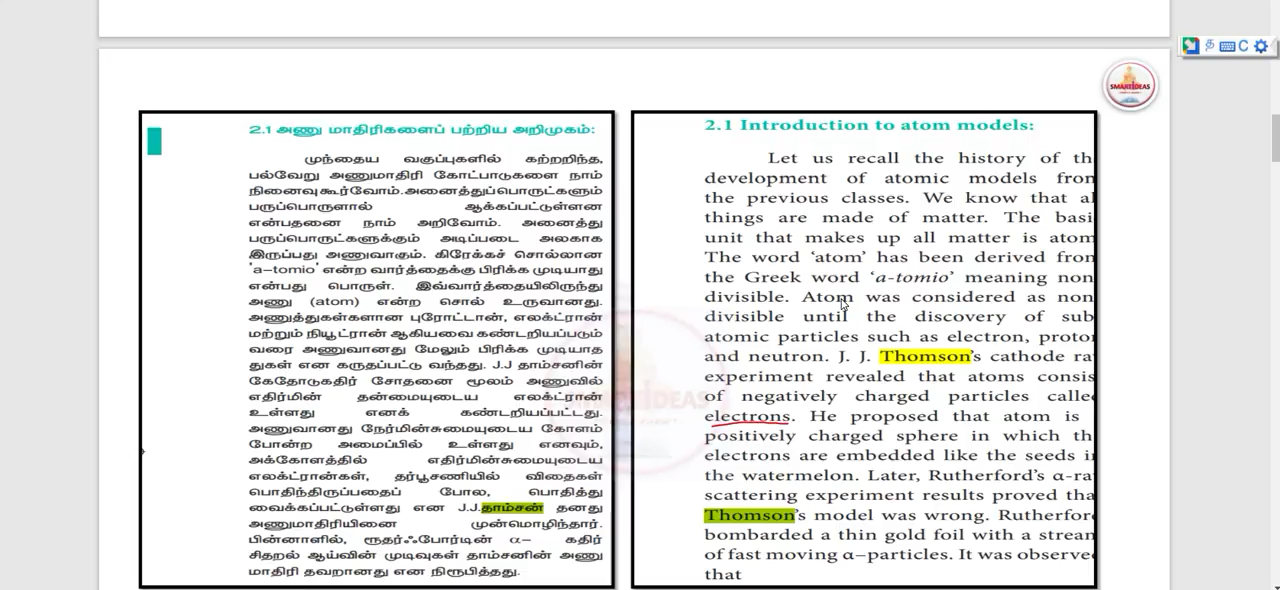 SMART IDEAS
2.1 அணு மாதிரிகளைப் பற்றிய அறிமுகம்:
முந்தைய வகுப்புகளில் கற்றறிந்த,
பல்வேறு அணுமாதிரி கோட்பாடுகளை நாம்
நினைவு கூர்வோம்.அனைத்துப்பொருட்களும்
பருப்பொருளால் ஆக்கப்பட்டுள்ளன
என்பதனை நாம் அறிவோம். அனைத்து
பருப்பொருட்களுக்கும் அடிப்படை அலகாக
இருப்பது அணுவாகும். கிரேக்கச் சொல்லான
‘a-tomio’ என்ற வார்த்தைக்கு பிரிக்க முடியாது
என்பது பொருள். இவ்வார்த்தையிலிருந்து
அணு (atom) என்ற சொல் உருவானது.
அணுத்துகள்களான புரோட்டான், எலக்ட்ரான்
மற்றும் நியூட்ரான் ஆகியவை கண்டறியப்படும்
வரை அணுவானது மேலும் பிரிக்க முடியாத
துகள் என கருதப்பட்டு வந்தது. J.J தாம்சனின்
கேதோடுகதிர் சோதனை மூலம் அணுவில்
எதிர்மின் தன்மையுடைய எலக்ட்ரான்
உள்ளது எனக் கண்டறியப்பட்டது.
அணுவானது நேர்மின்சுமையுடைய கோளம்
போன்ற அமைப்பில் உள்ளது எனவும்,
அக்கோளத்தில் எதிர்மின்சுமையுடைய
எலக்ட்ரான்கள், தர்பூசணியில் விதைகள்
பொதிந்திருப்பதைப் போல, பொதித்து
வைக்கப்பட்டுள்ளது என J.J.தாம்சன் தனது
அணுமாதிரியினை முன்மொழிந்தார்.
பின்னாளில், ரூதர்ஃபோர்டின் α– கதிர்
சிதறல் ஆய்வின் முடிவுகள் தாம்சனின் அணு
மாதிரி தவறானது என நிரூபித்தது.
2.1 Introduction to atom models:
Let us recall the history of th
development of atomic models from
the previous classes. We know that al
things are made of matter. The basi
unit that makes up all matter is atom
The word ‘atom’ has been derived from
the Greek word ‘a-tomio’ meaning non
divisible. Atom was considered as non
divisible until the discovery of sub
atomic particles such as electron, proto
and neutron. J. J. Thomson’s cathode ra
experiment revealed that atoms consis
of negatively charged particles calle
electrons. He proposed that atom is
positively charged sphere in which th
electrons are embedded like the seeds in
the watermelon. Later, Rutherford’s α-ra
scattering experiment results proved tha
Thomson’s model was wrong. Rutherfor
bombarded a thin gold foil with a stream
of fast moving α–particles. It was observe
that